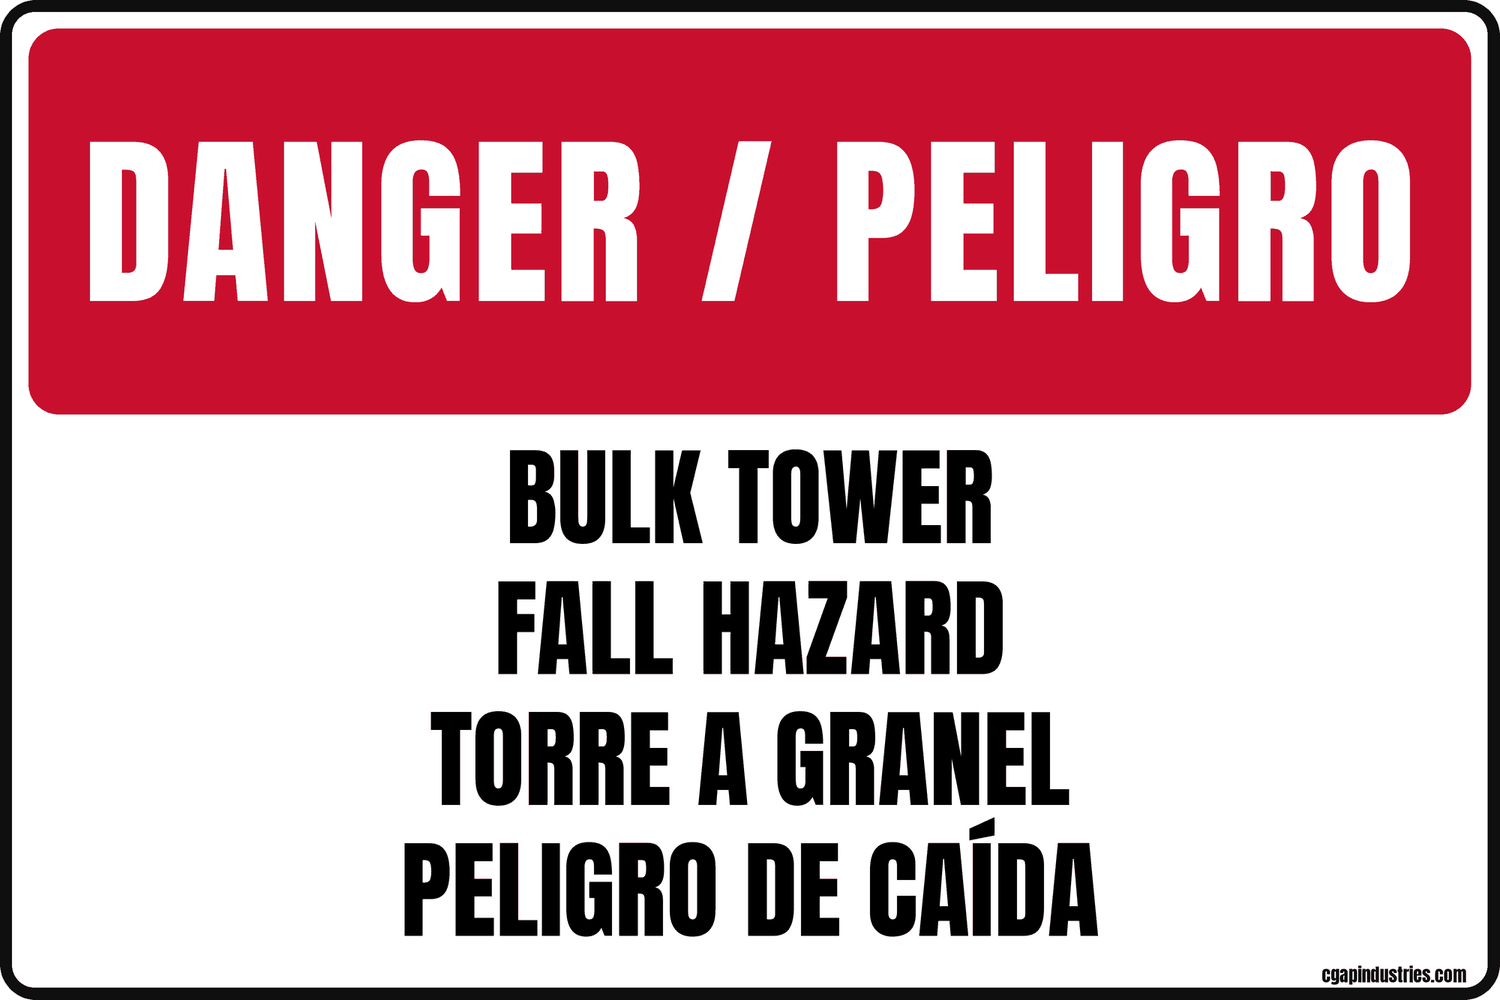 DANGER / PELIGRO
BULK TOWER
FALL HAZARD
TORRE A GRANEL
PELIGRO DE CAÍDA
cgapindustries.com